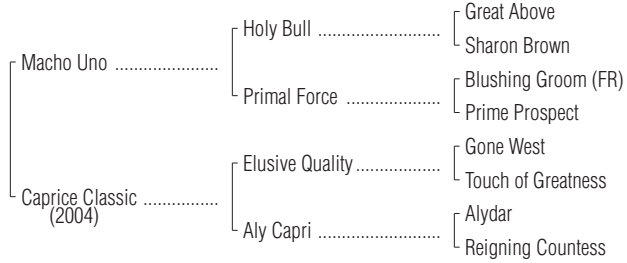 Great Above
Holy Bull ..........................
Sharon Brown
Macho Uno ......................
Blushing Groom (FR)
Primal Force ....................
Prime Prospect
Gone West
Elusive Quality ..................
Touch of Greatness
Caprice Classic ................
(2004)
Alydar
Aly Capri ..........................
Reigning Countess